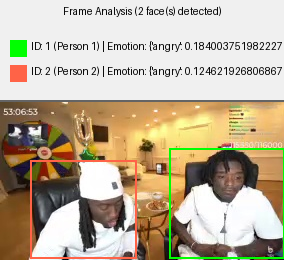 Frame Analysis (2 face(s) detected)
ID: 1 (Person 1) | Emotion: {'angry': 0.184003751982227
ID: 2 (Person 2) | Emotion: {'angry': 0.124621926806867
53:06:53